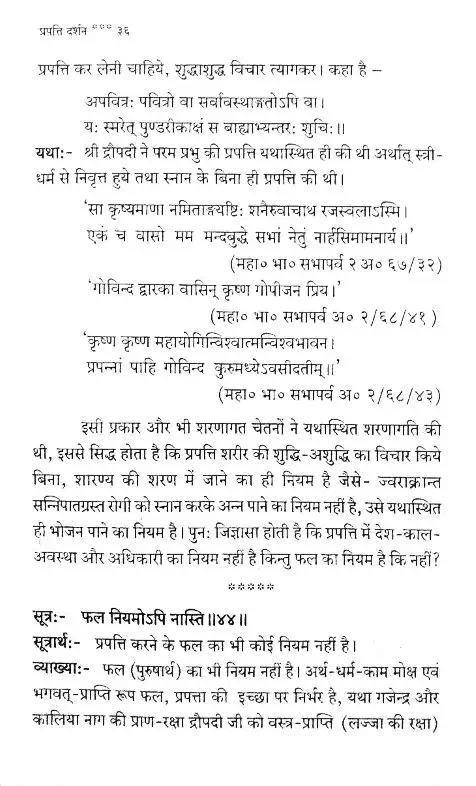 प्रपत्ति दर्शन *** ३६
प्रपत्ति कर लेनी चाहिये, शुद्धाशुद्ध विचार त्यागकर। कहा है –
अपवित्रः पवित्रो वा सर्वावस्थाङ्गतोऽपि वा।
यः स्मरेत् पुण्डरीकाक्षं स बाह्याभ्यन्तरः शुचिः॥
यथाः- श्री द्रौपदी ने परम प्रभु की प्रपत्ति यथास्थित ही की थी अर्थात् स्त्री-
धर्म से निवृत्त हुये तथा स्नान के बिना ही प्रपत्ति की थी।
‘सा कृष्यमाणा नमिताङ्गयष्टिः शनैरुवाचाथ रजस्वलाऽस्मि।
एकं च वासो मम मन्दबुद्धे सभां नेतुं नार्हसिमामनार्य॥’
(महा० भा० सभापर्व २ अ० ६७/३२)
‘गोविन्द द्वारका वासिन् कृष्ण गोपीजन प्रिय।’
(महा० भा० सभापर्व अ० २/६८/४१ )
‘कृष्ण कृष्ण महायोगिन्विश्वात्मन्विश्वभावन।
प्रपन्नां पाहि गोविन्द कुरुमध्येऽवसीदतीम्॥’
(महा० भा० सभापर्व अ० २/६८/४३)
इसी प्रकार और भी शरणागत चेतनों ने यथास्थित शरणागति की
थी, इससे सिद्ध होता है कि प्रपत्ति शरीर की शुद्धि-अशुद्धि का विचार किये
बिना, शारण्य की शरण में जाने का ही नियम है जैसे- ज्वराक्रान्त
सन्निपातग्रस्त रोगी को स्नान करके अन्न पाने का नियम नहीं है, उसे यथास्थित
ही भोजन पाने का नियम है। पुनः जिज्ञासा होती है कि प्रपत्ति में देश-काल-
अवस्था और अधिकारी का नियम नहीं है किन्तु फल का नियम है कि नहीं?
*****
सूत्रः- फल नियमोऽपि नास्ति॥४४॥
सूत्रार्थः- प्रपत्ति करने के फल का भी कोई नियम नहीं है।
व्याख्याः- फल (पुरुषार्थ) का भी नियम नहीं है। अर्थ-धर्म-काम मोक्ष एवं
भगवत्-प्राप्ति रूप फल, प्रपत्ता की इच्छा पर निर्भर है, यथा गजेन्द्र और
कालिया नाग की प्राण-रक्षा द्रौपदी जी को वस्त्र-प्राप्ति (लज्जा की रक्षा)